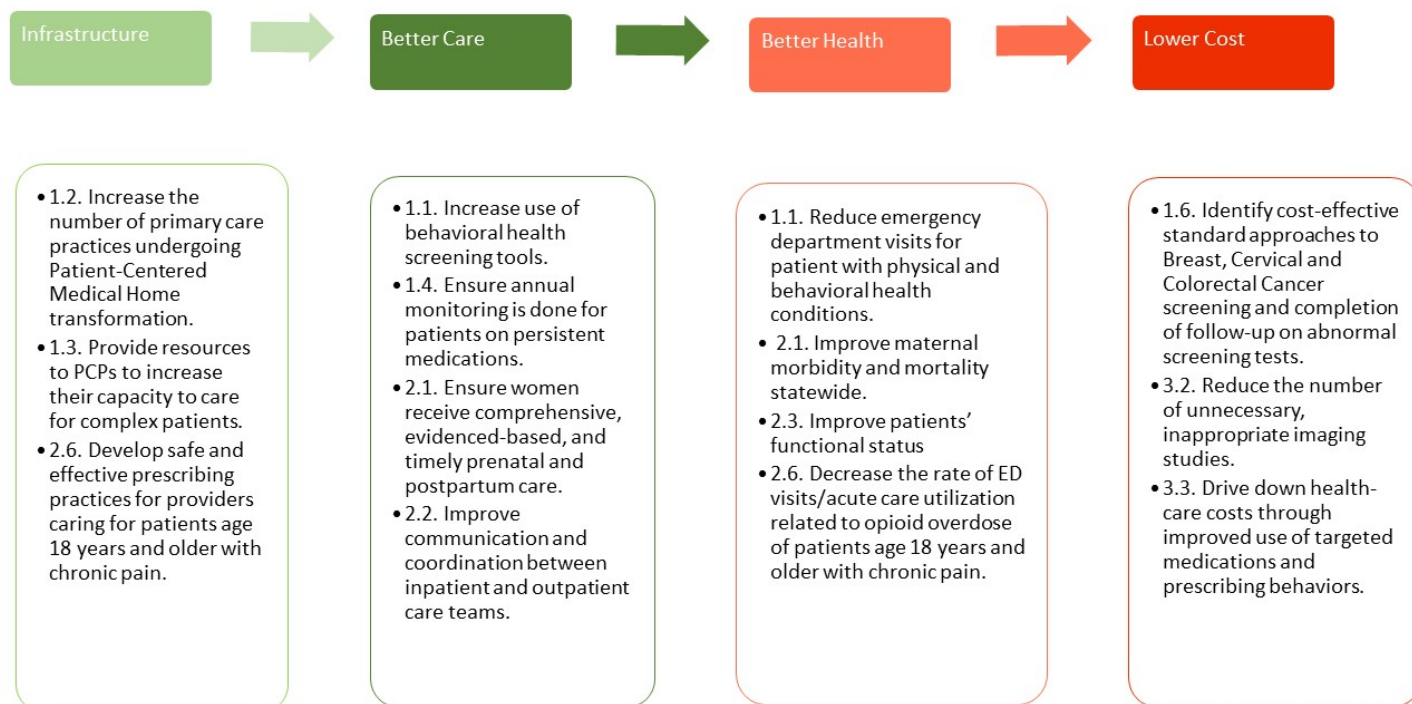 Infrastructure
Better Care
Better Health
Lower Cost
•1.2. Increase the
number of primary care
practices undergoing
Patient-Centered
Medical Home
transformation.
•1.3. Provide resources
to PCPs to increase
their capacity to care
for complex patients.
•2.6. Develop safe and
effective prescribing
practices for providers
caring for patients age
18 years and older with
chronic pain.
•1.1. Increase use of
behavioral health
screening tools.
•1.4. Ensure annual
monitoring is done for
patients on persistent
medications.
•2.1. Ensure women
receive comprehensive,
evidenced-based, and
timely prenatal and
postpartum care.
•2.2. Improve
communication and
coordination between
inpatient and outpatient
care teams.
•1.1. Reduce emergency
department visits for
patient with physical and
behavioral health
conditions.
• 2.1. Improve maternal
morbidity and mortality
statewide.
•2.3. Improve patients’
functional status
•2.6. Decrease the rate of ED
visits/acute care utilization
related to opioid overdose
of patients age 18 years and
older with chronic pain.
•1.6. Identify cost-effective
standard approaches to
Breast, Cervical and
Colorectal Cancer
screening and completion
of follow-up on abnormal
screening tests.
•3.2. Reduce the number
of unnecessary,
inappropriate imaging
studies.
•3.3. Drive down health-
care costs through
improved use of targeted
medications and
prescribing behaviors.